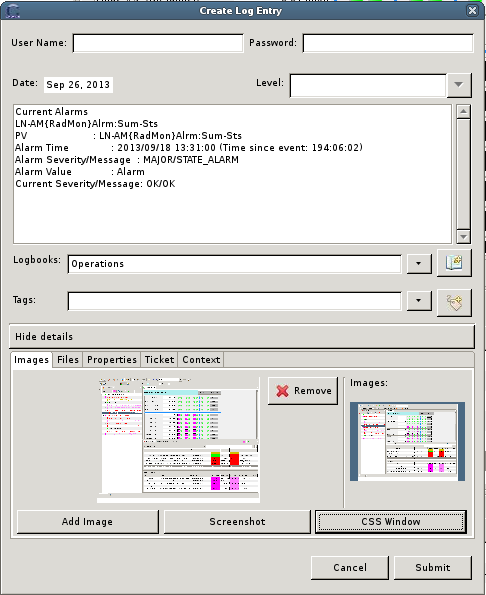 Create Log Entry
User Name: Password:
Date: Sep 26, 2013 Level:
Current Alarms
LN-AM{RadMon}Alrm:Sum-Sts
PV : LN-AM{RadMon}Alrm:Sum-Sts
Alarm Time : 2013/09/18 13:31:00 (Time since event: 194:06:02)
Alarm Severity/Message : MAJOR/STATE_ALARM
Alarm Value : Alarm
Current Severity/Message: OK/OK
Logbooks: Operations
Tags:
Hide details
Images Files Properties Ticket Context
Remove Images:
Add Image Screenshot CSS Window
Cancel Submit